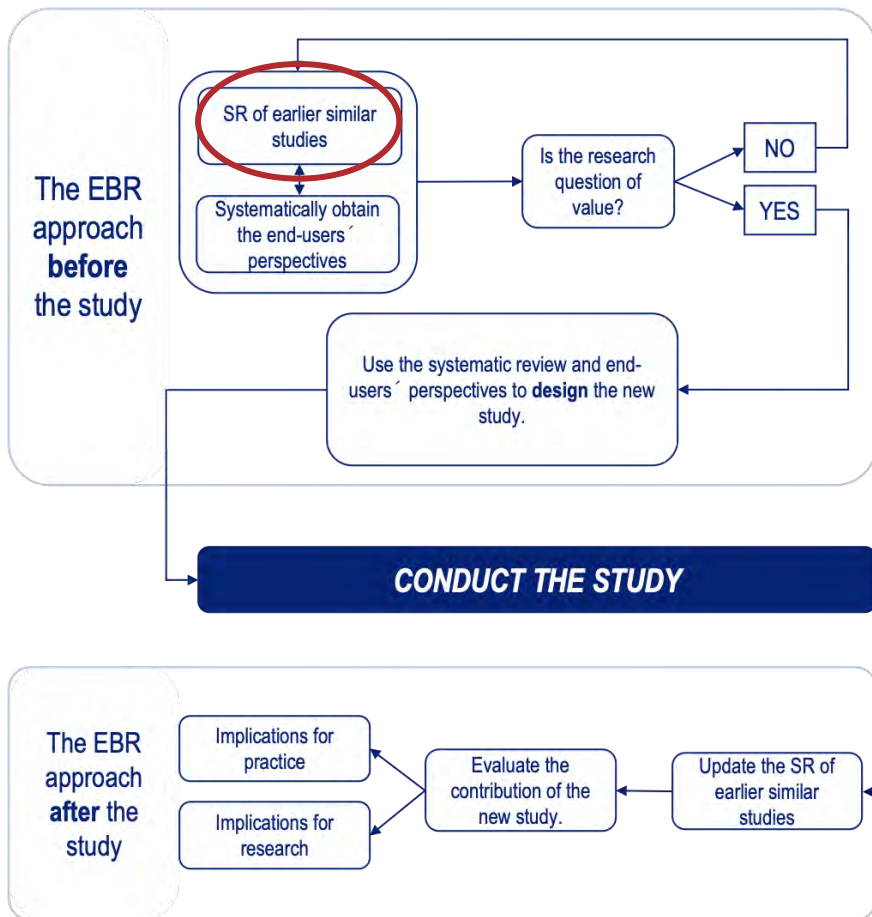 The EBR
approach
before
the study
SR of earlier similar
studies
Systematically obtain
the end-users´
perspectives
Is the research
question of
value?
NO
YES
Use the systematic review and end-
users´ perspectives to design the new
study.
CONDUCT THE STUDY
The EBR
approach
after the
study
Implications for
practice
Implications for
research
Evaluate the
contribution of the
new study.
Update the SR of
earlier similar
studies